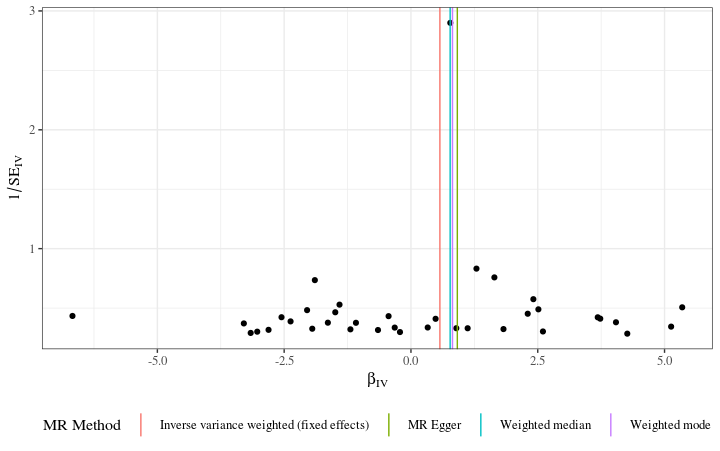 3
2
1
1/SE_IV
-5.0 -2.5 0.0 2.5 5.0
β_IV
MR Method Inverse variance weighted (fixed effects) MR Egger Weighted median Weighted mode